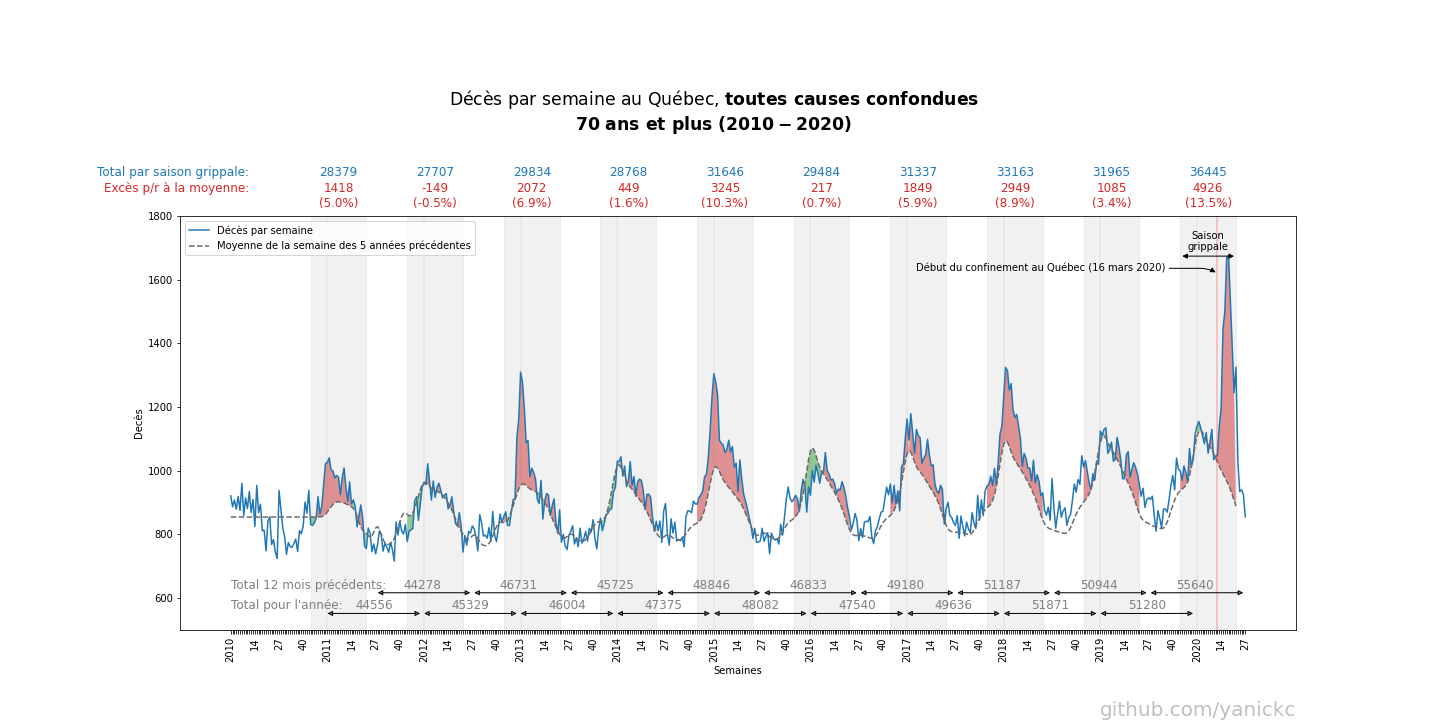 Décès par semaine au Québec, toutes causes confondues
70 ans et plus (2010 – 2020)
Total par saison grippale: 28379 27707 29834 28768 31646 29484 31337 33163 31965 36445
Excès p/r à la moyenne: 1418 -149 2072 449 3245 217 1849 2949 1085 4926
(5.0%) (-0.5%) (6.9%) (1.6%) (10.3%) (0.7%) (5.9%) (8.9%) (3.4%) (13.5%)
1800
Décès par semaine
Moyenne de la semaine des 5 années précédentes
Saison
grippale
Début du confinement au Québec (16 mars 2020)
1600
1400
1200
1000
800
600
Decès
Total 12 mois précédents: 44278 46731 45725 48846 46833 49180 51187 50944 55640
Total pour l'année: 44556 45329 46004 47375 48082 47540 49636 51871 51280
2010 14 27 40 2011 14 27 40 2012 14 27 40 2013 14 27 40 2014 14 27 40 2015 14 27 40 2016 14 27 40 2017 14 27 40 2018 14 27 40 2019 14 27 40 2020 14 27
Semaines
github.com/yanickc